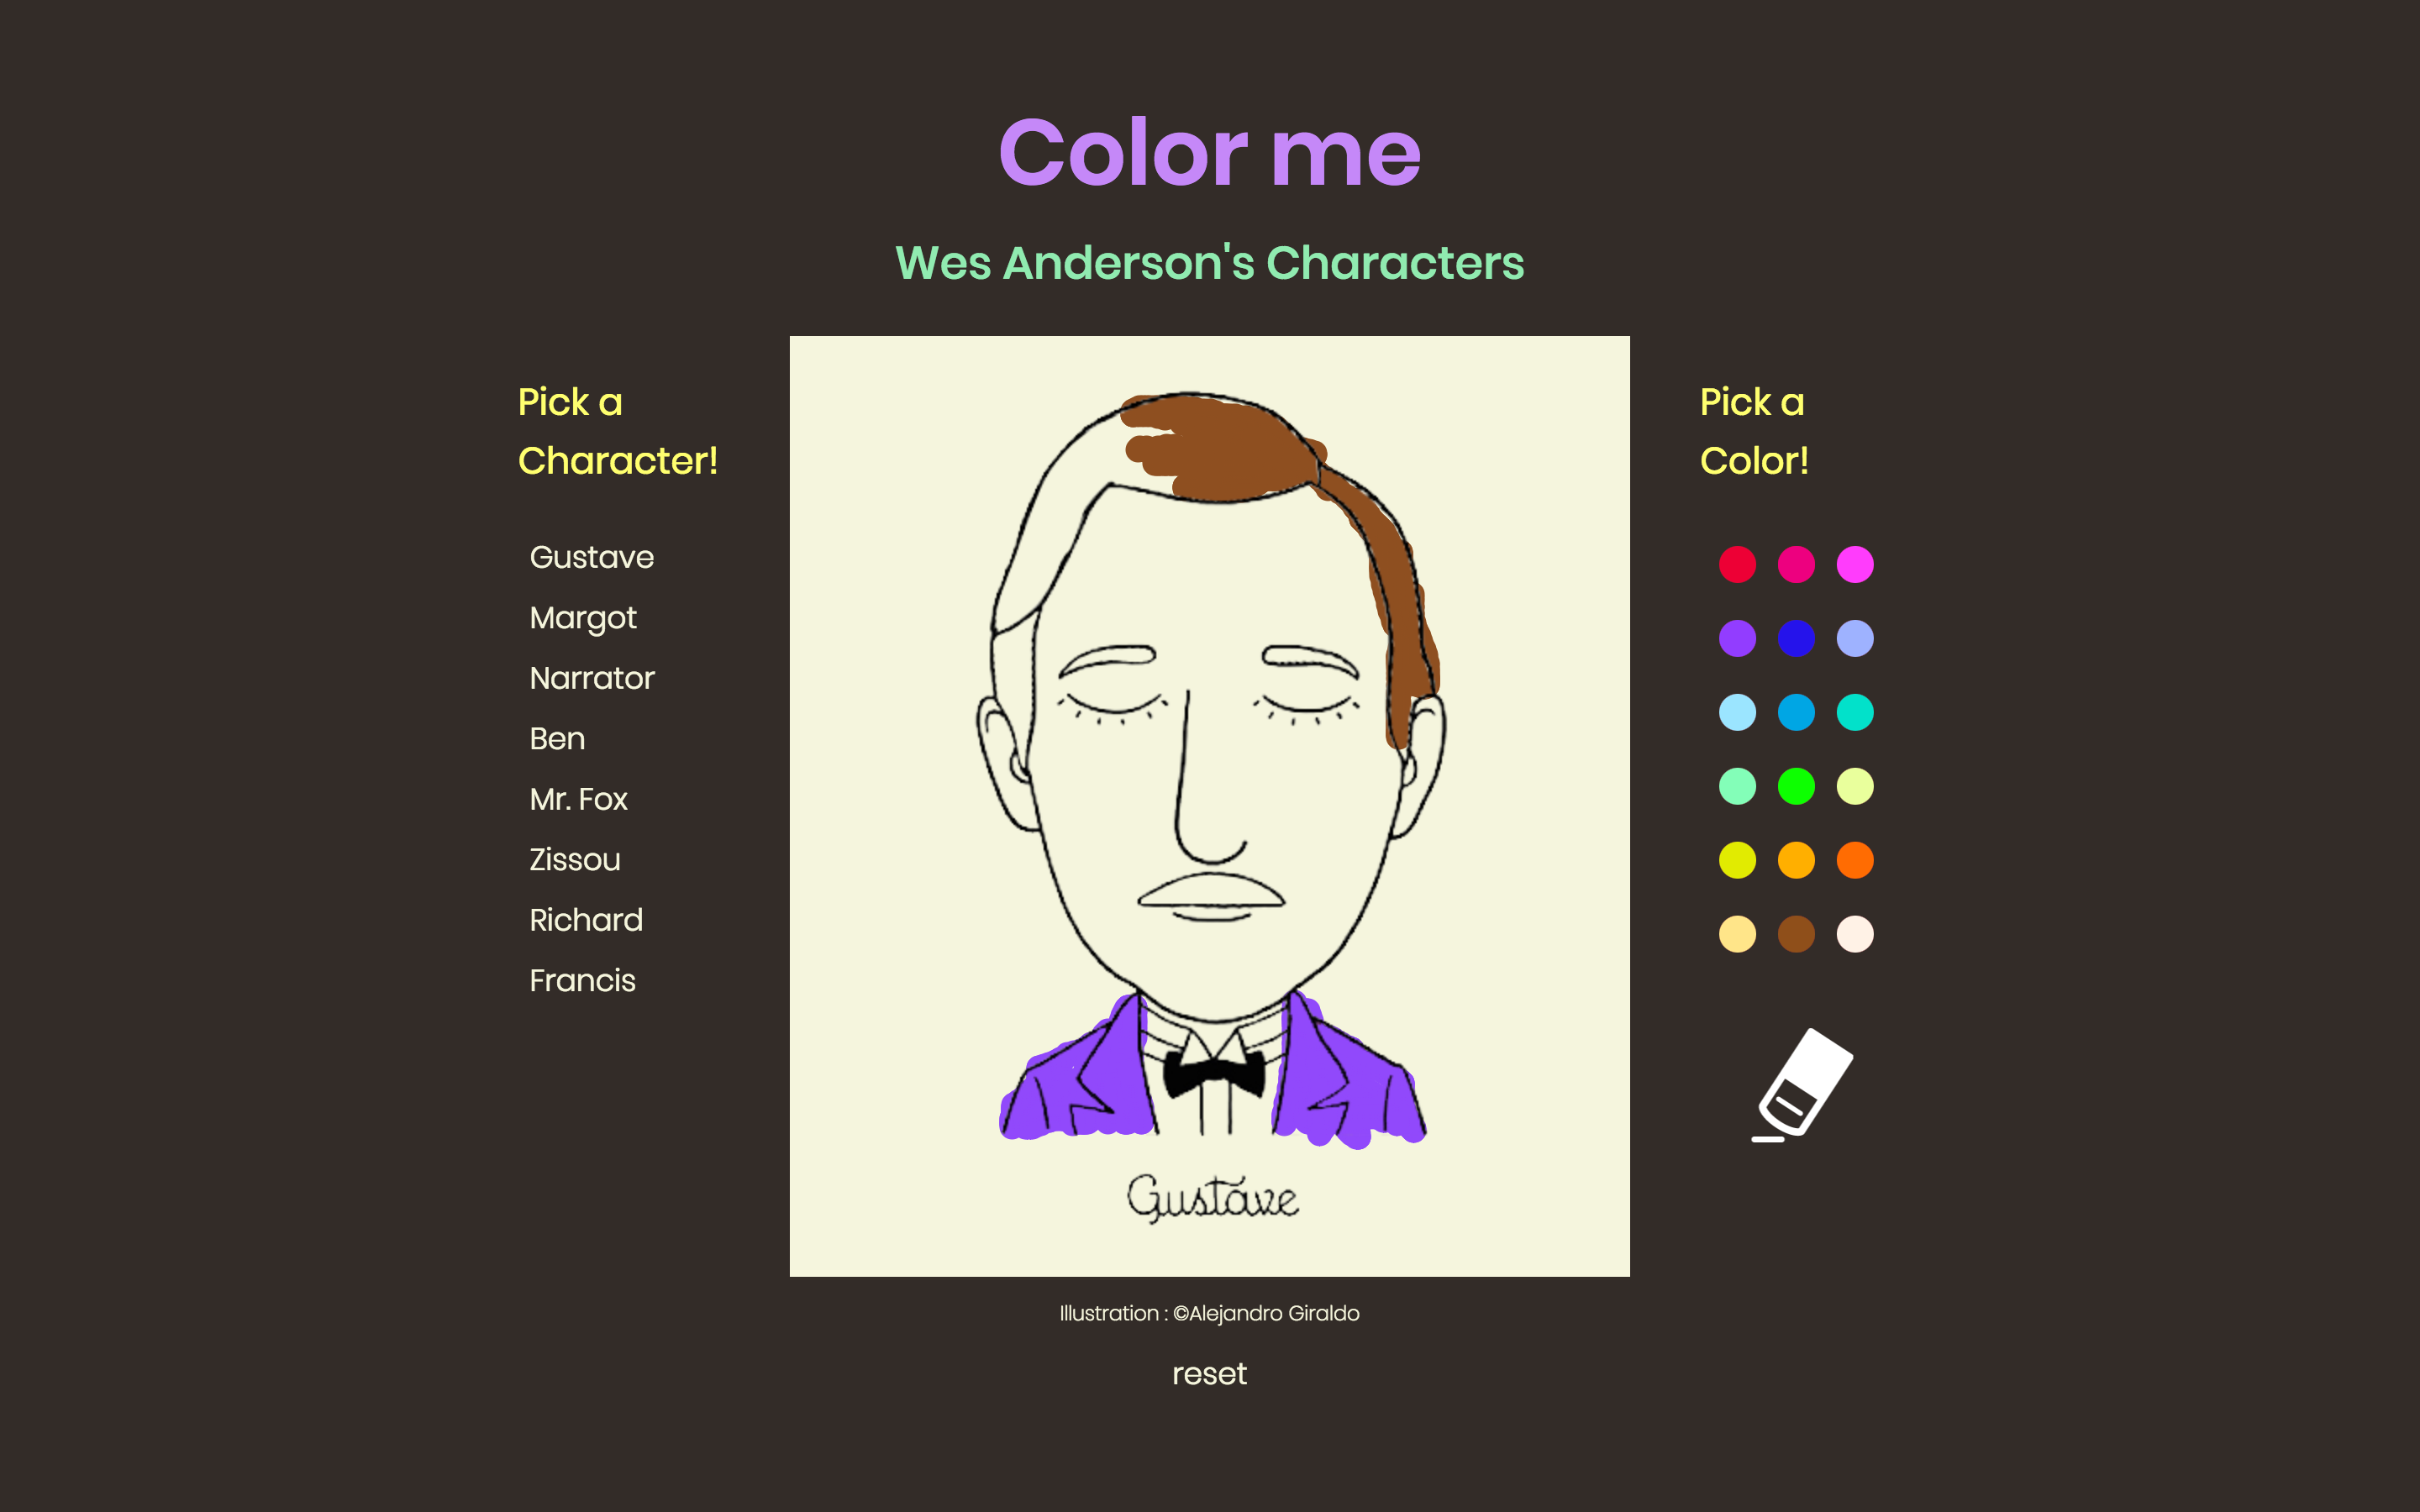 Color me
Wes Anderson's Characters
Pick a
Character!
Gustave
Margot
Narrator
Ben
Mr. Fox
Zissou
Richard
Francis
Pick a
Color!
Gustave
Illustration : ©Alejandro Giraldo
reset